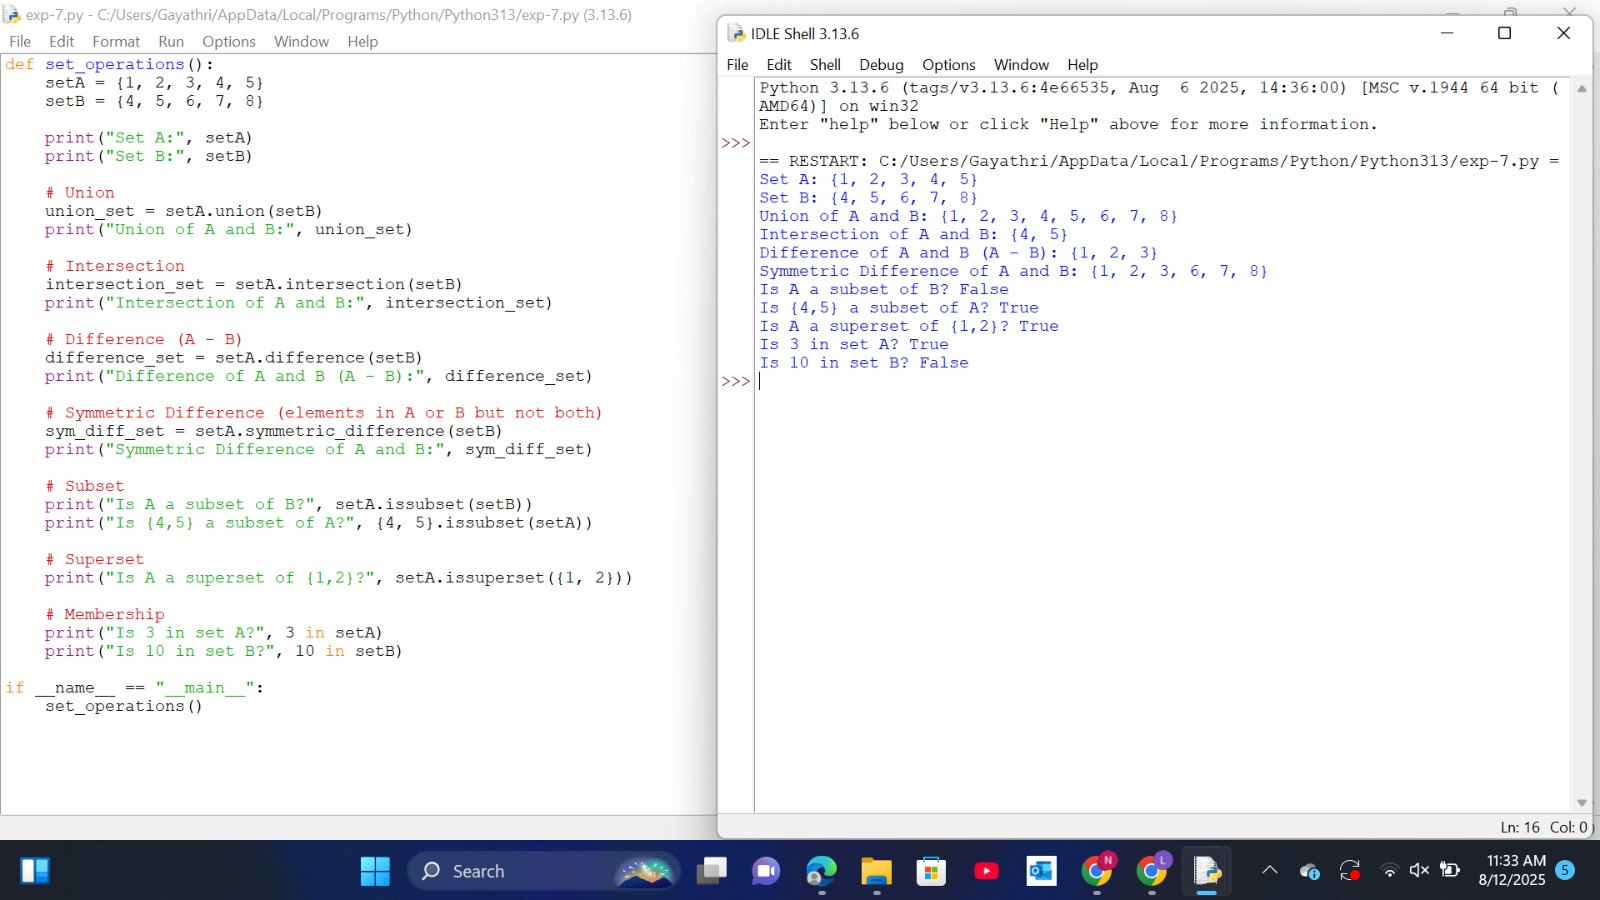 exp-7.py - C:/Users/Gayathri/AppData/Local/Programs/Python/Python313/exp-7.py (3.13.6)
File Edit Format Run Options Window Help
def set_operations():
    setA = {1, 2, 3, 4, 5}
    setB = {4, 5, 6, 7, 8}
    print("Set A:", setA)
    print("Set B:", setB)
    # Union
    union_set = setA.union(setB)
    print("Union of A and B:", union_set)
    # Intersection
    intersection_set = setA.intersection(setB)
    print("Intersection of A and B:", intersection_set)
    # Difference (A - B)
    difference_set = setA.difference(setB)
    print("Difference of A and B (A - B):", difference_set)
    # Symmetric Difference (elements in A or B but not both)
    sym_diff_set = setA.symmetric_difference(setB)
    print("Symmetric Difference of A and B:", sym_diff_set)
    # Subset
    print("Is A a subset of B?", setA.issubset(setB))
    print("Is {4,5} a subset of A?", {4, 5}.issubset(setA))
    # Superset
    print("Is A a superset of {1,2}?", setA.issuperset({1, 2}))
    # Membership
    print("Is 3 in set A?", 3 in setA)
    print("Is 10 in set B?", 10 in setB)
if __name__ == "__main__":
    set_operations()
IDLE Shell 3.13.6
File Edit Shell Debug Options Window Help
Python 3.13.6 (tags/v3.13.6:4e66535, Aug  6 2025, 14:36:00) [MSC v.1944 64 bit (
AMD64)] on win32
Enter "help" below or click "Help" above for more information.
>>>
== RESTART: C:/Users/Gayathri/AppData/Local/Programs/Python/Python313/exp-7.py =
Set A: {1, 2, 3, 4, 5}
Set B: {4, 5, 6, 7, 8}
Union of A and B: {1, 2, 3, 4, 5, 6, 7, 8}
Intersection of A and B: {4, 5}
Difference of A and B (A - B): {1, 2, 3}
Symmetric Difference of A and B: {1, 2, 3, 6, 7, 8}
Is A a subset of B? False
Is {4,5} a subset of A? True
Is A a superset of {1,2}? True
Is 3 in set A? True
Is 10 in set B? False
>>>
Ln: 16 Col: 0
Search
N
L
11:33 AM
8/12/2025
5